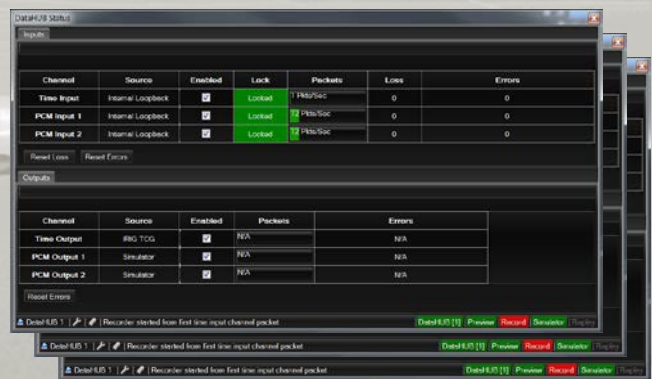 DataHUB Status
Inputs
Channel Source Enabled Lock Packets Loss Errors
Time Input Internal Loopback Locked 1 Pkts/Sec 0 0
PCM Input 1 Internal Loopback Locked 12 Pkts/Sec 0 0
PCM Input 2 Internal Loopback Locked 12 Pkts/Sec 0 0
Reset Loss Reset Errors
Outputs
Channel Source Enabled Packets Errors
Time Output IRIG TCG N/A N/A
PCM Output 1 Simulator N/A N/A
PCM Output 2 Simulator N/A N/A
Reset Errors
DataHUB 1 Recorder started from first time input channel packet DataHUB [1] Preview Record Simulator Replay
DataHUB 1 Recorder started from first time input channel packet DataHUB [1] Preview Record Simulator Replay
DataHUB 1 Recorder started from first time input channel packet DataHUB [1] Preview Record Simulator Replay